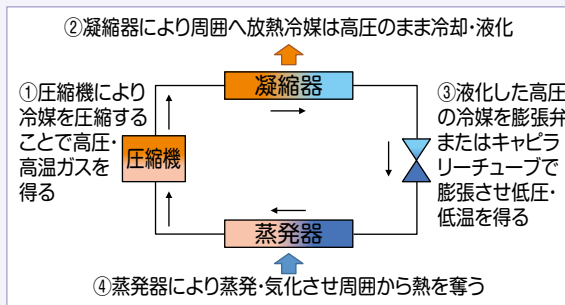 ②凝縮器により周囲へ放熱冷媒は高圧のまま冷却・液化
凝縮器
①圧縮機により
冷媒を圧縮する
ことで高圧・
高温ガスを
得る
圧縮機
③液化した高圧
の冷媒を膨張弁
またはキャピラ
リーチューブで
膨張させ低圧・
低温を得る
蒸発器
④蒸発器により蒸発・気化させ周囲から熱を奪う